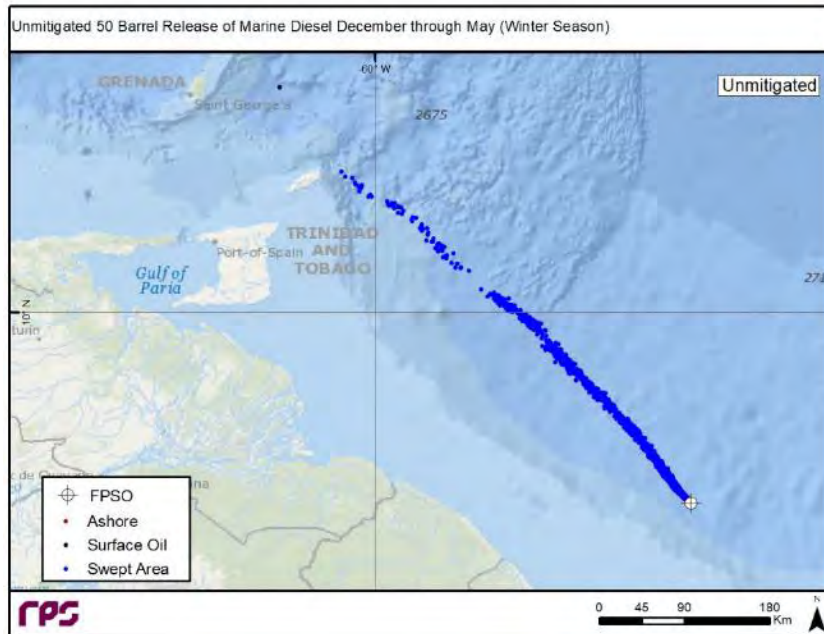 Unmitigated 50 Barrel Release of Marine Diesel December through May (Winter Season)
60° W
GRENADA
Saint George's
Unmitigated
2675
TRINIDAD
AND
TOBAGO
Port-of-Spain
Gulf of
Paria
271
10° N
turin
FPSO
Ashore
Surface Oil
Swept Area
rps
0 45 90 180
Km
N